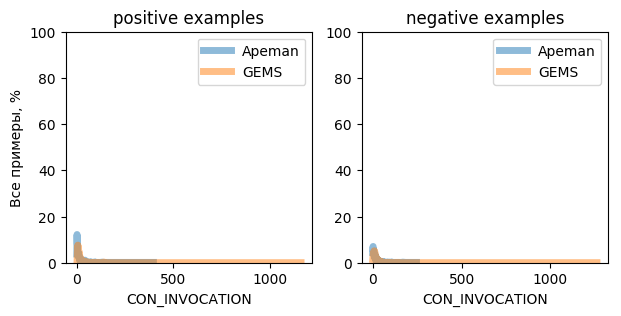 positive examples
negative examples
100
80
60
40
20
0
Все примеры, %
Apeman
GEMS
0
500
1000
CON_INVOCATION
100
80
60
40
20
0
Apeman
GEMS
0
500
1000
CON_INVOCATION